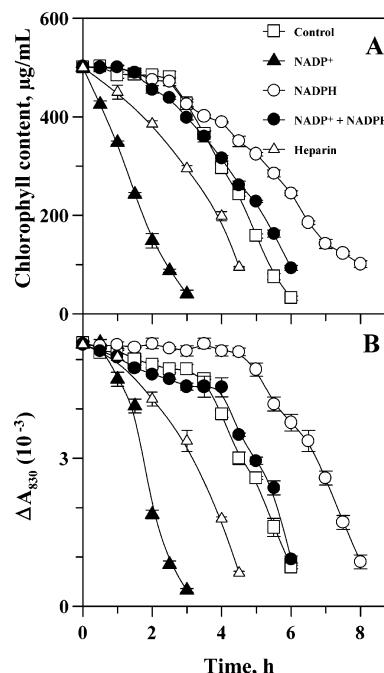 600
400
200
0
Chlorophyll content, µg/mL
A
Control
NADP⁺
NADPH
NADP⁺ + NADPH
Heparin
B
3
0
ΔA₈₃₀ (10⁻³)
0 2 4 6 8
Time, h